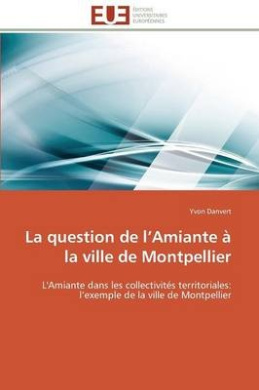 EUE
ÉDITIONS
UNIVERSITAIRES
EUROPÉENNES
Yvon Danvert
La question de l'Amiante à
la ville de Montpellier
L'Amiante dans les collectivités territoriales:
l'exemple de la ville de Montpellier